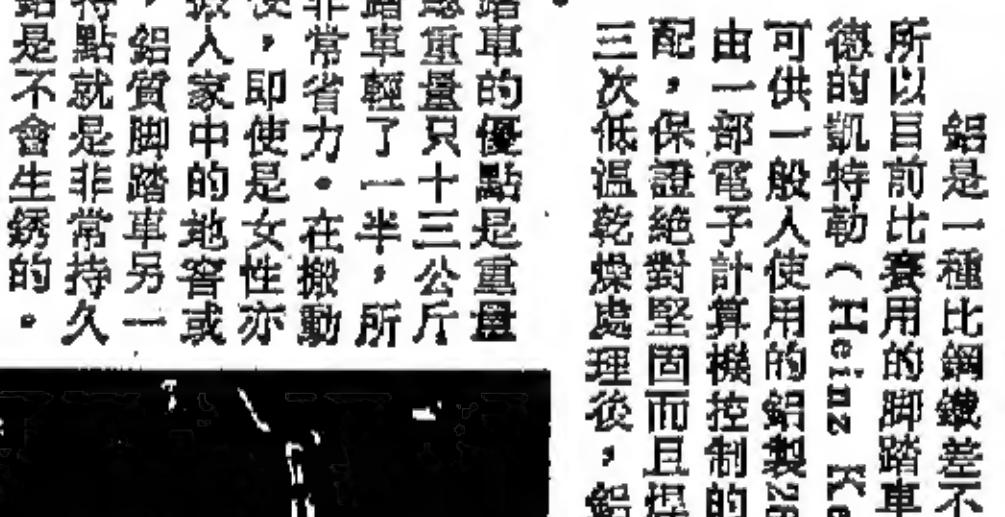 鋁是一種比鋼鐵差不
所以目前比賽用的脚踏車
德的凱特勒（Heinz Ke
可供一般人使用的鋁製28
由一部電子計算機控制的
配，保證絕對堅固而且
三次低溫乾燥處理後，鋁
踏車的優點是重量
總重量只十三公斤
踏車輕了一半，所
非常省力。在搬動
便，即使是女性亦
人家中的地窖或
鋁質脚踏車另一
特點就是非常持久
鋁是不會生銹的。